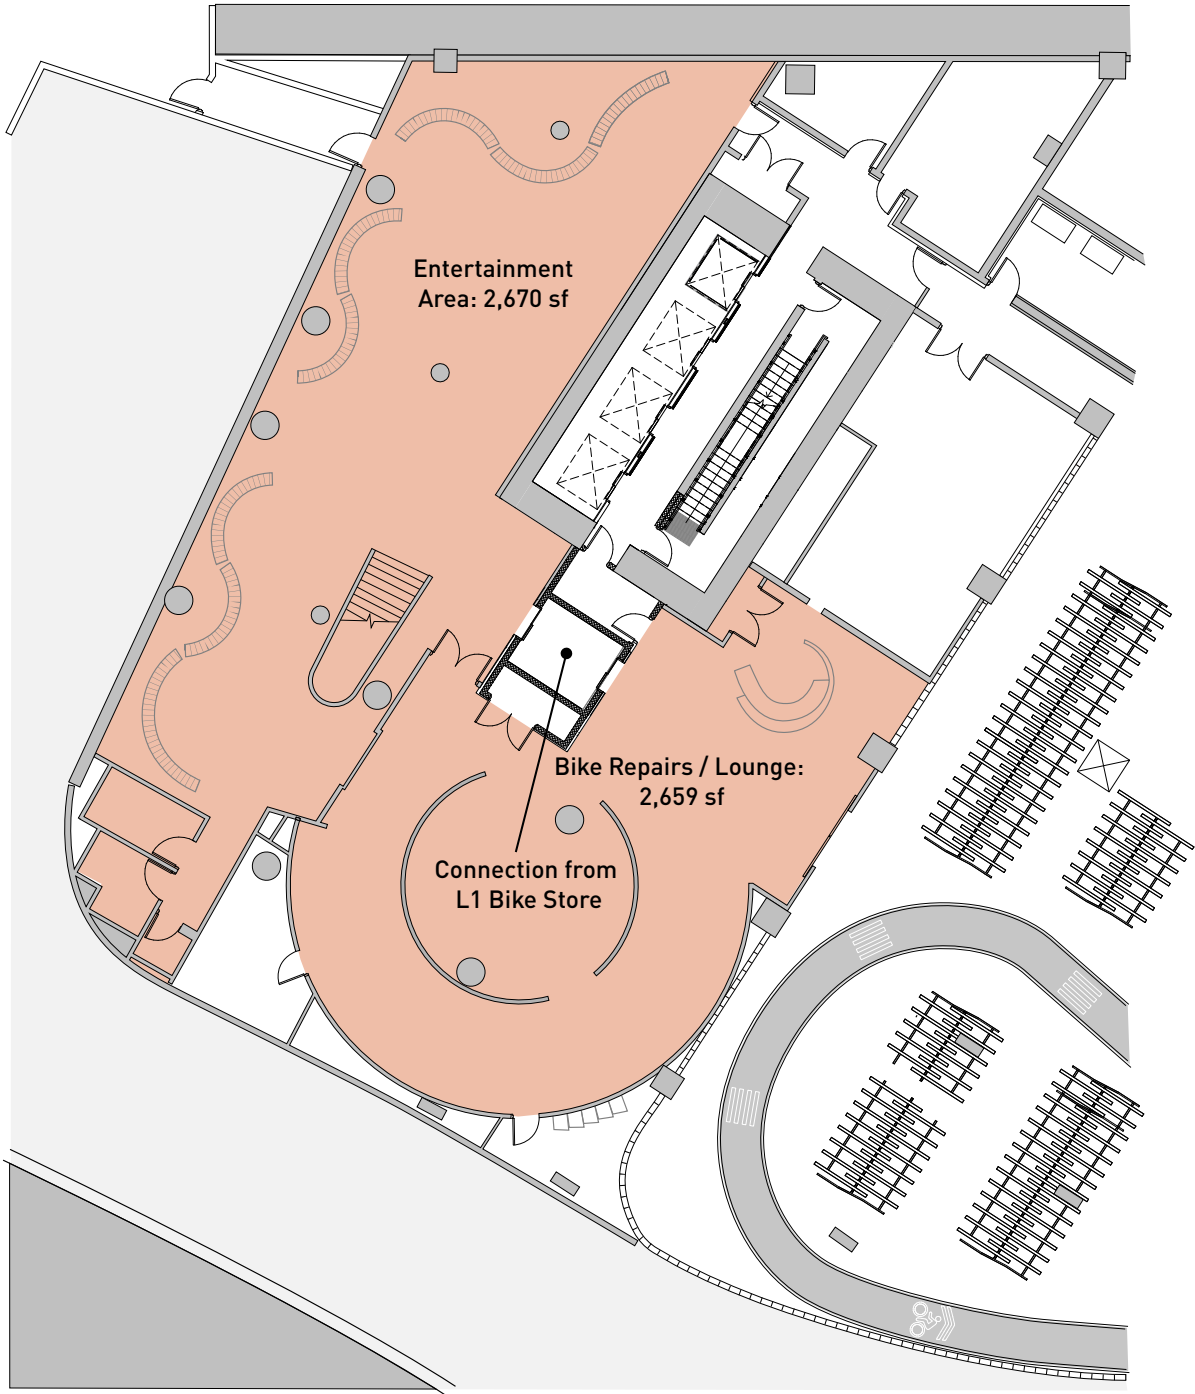 Entertainment
Area: 2,670 sf
Bike Repairs / Lounge:
2,659 sf
Connection from
L1 Bike Store